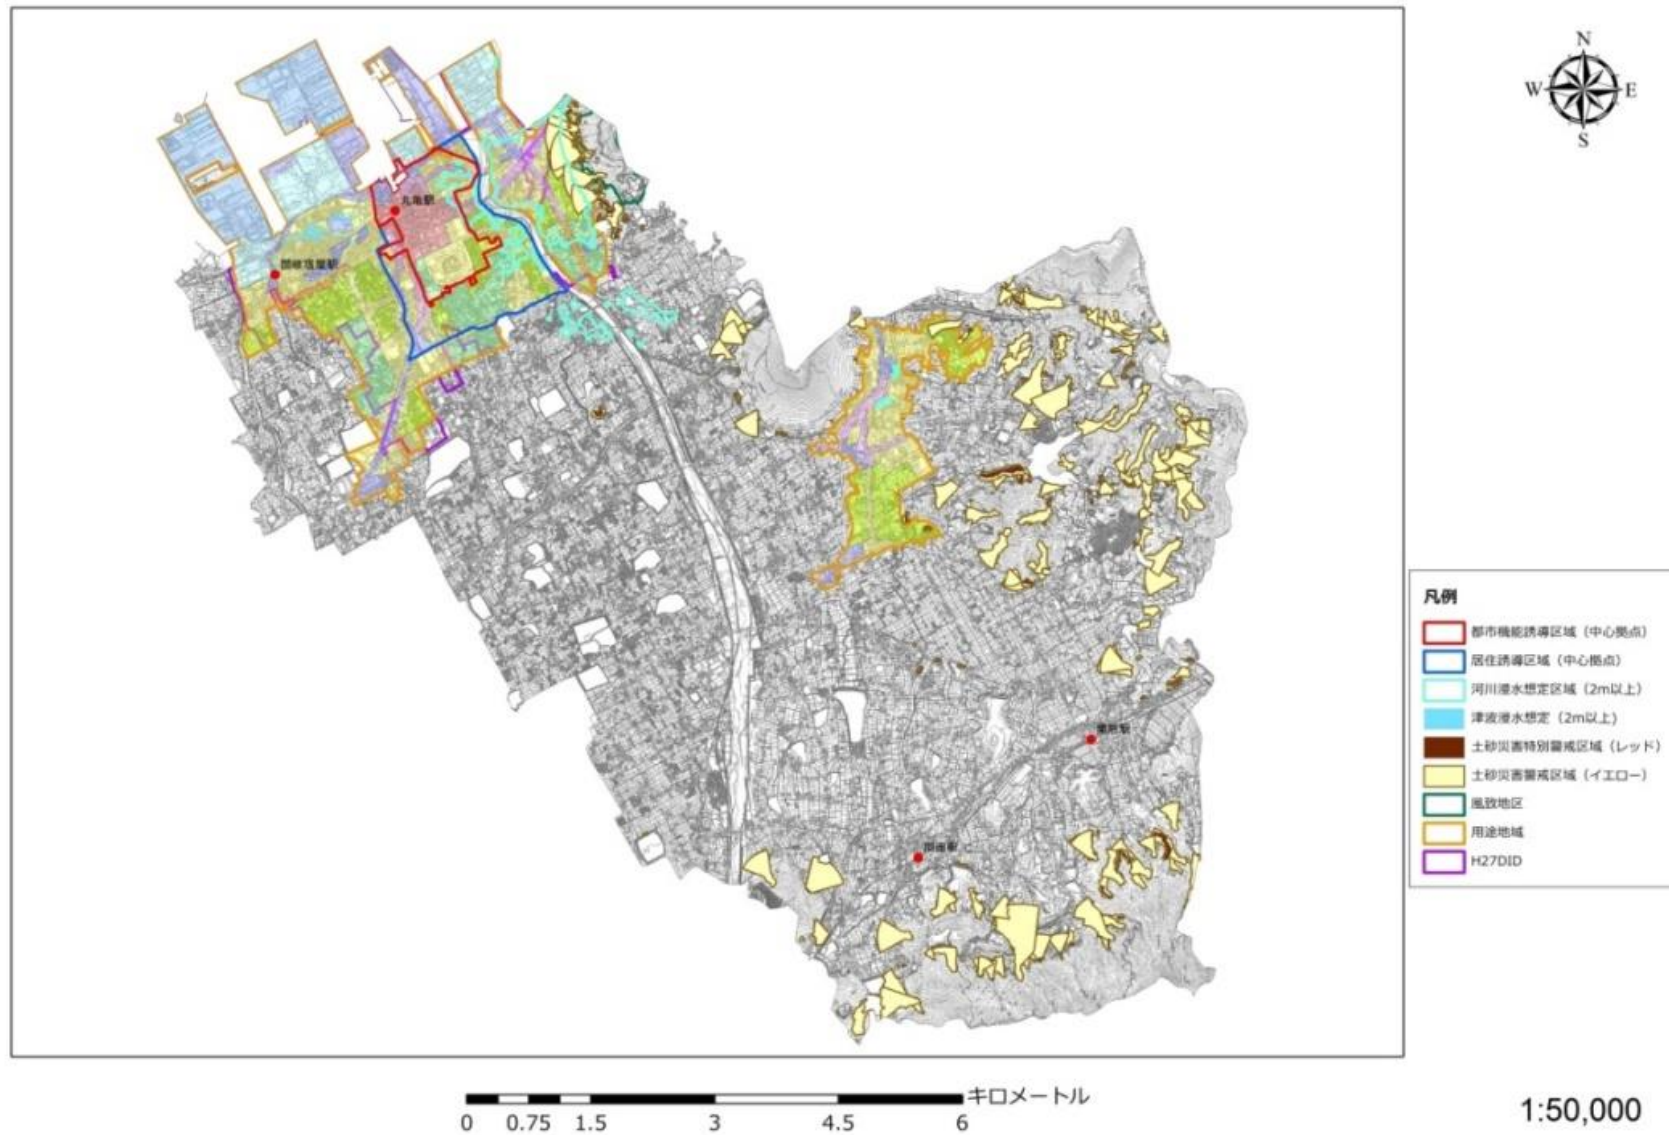 N
W
E
S
丸亀駅
讃岐塩屋駅
栗熊駅
岡田駅
凡例
都市機能誘導区域（中心拠点）
居住誘導区域（中心拠点）
河川浸水想定区域（2m以上）
津波浸水想定（2m以上）
土砂災害特別警戒区域（レッド）
土砂災害警戒区域（イエロー）
風致地区
用途地域
H27DID
キロメートル
0 0.75 1.5 3 4.5 6
1:50,000